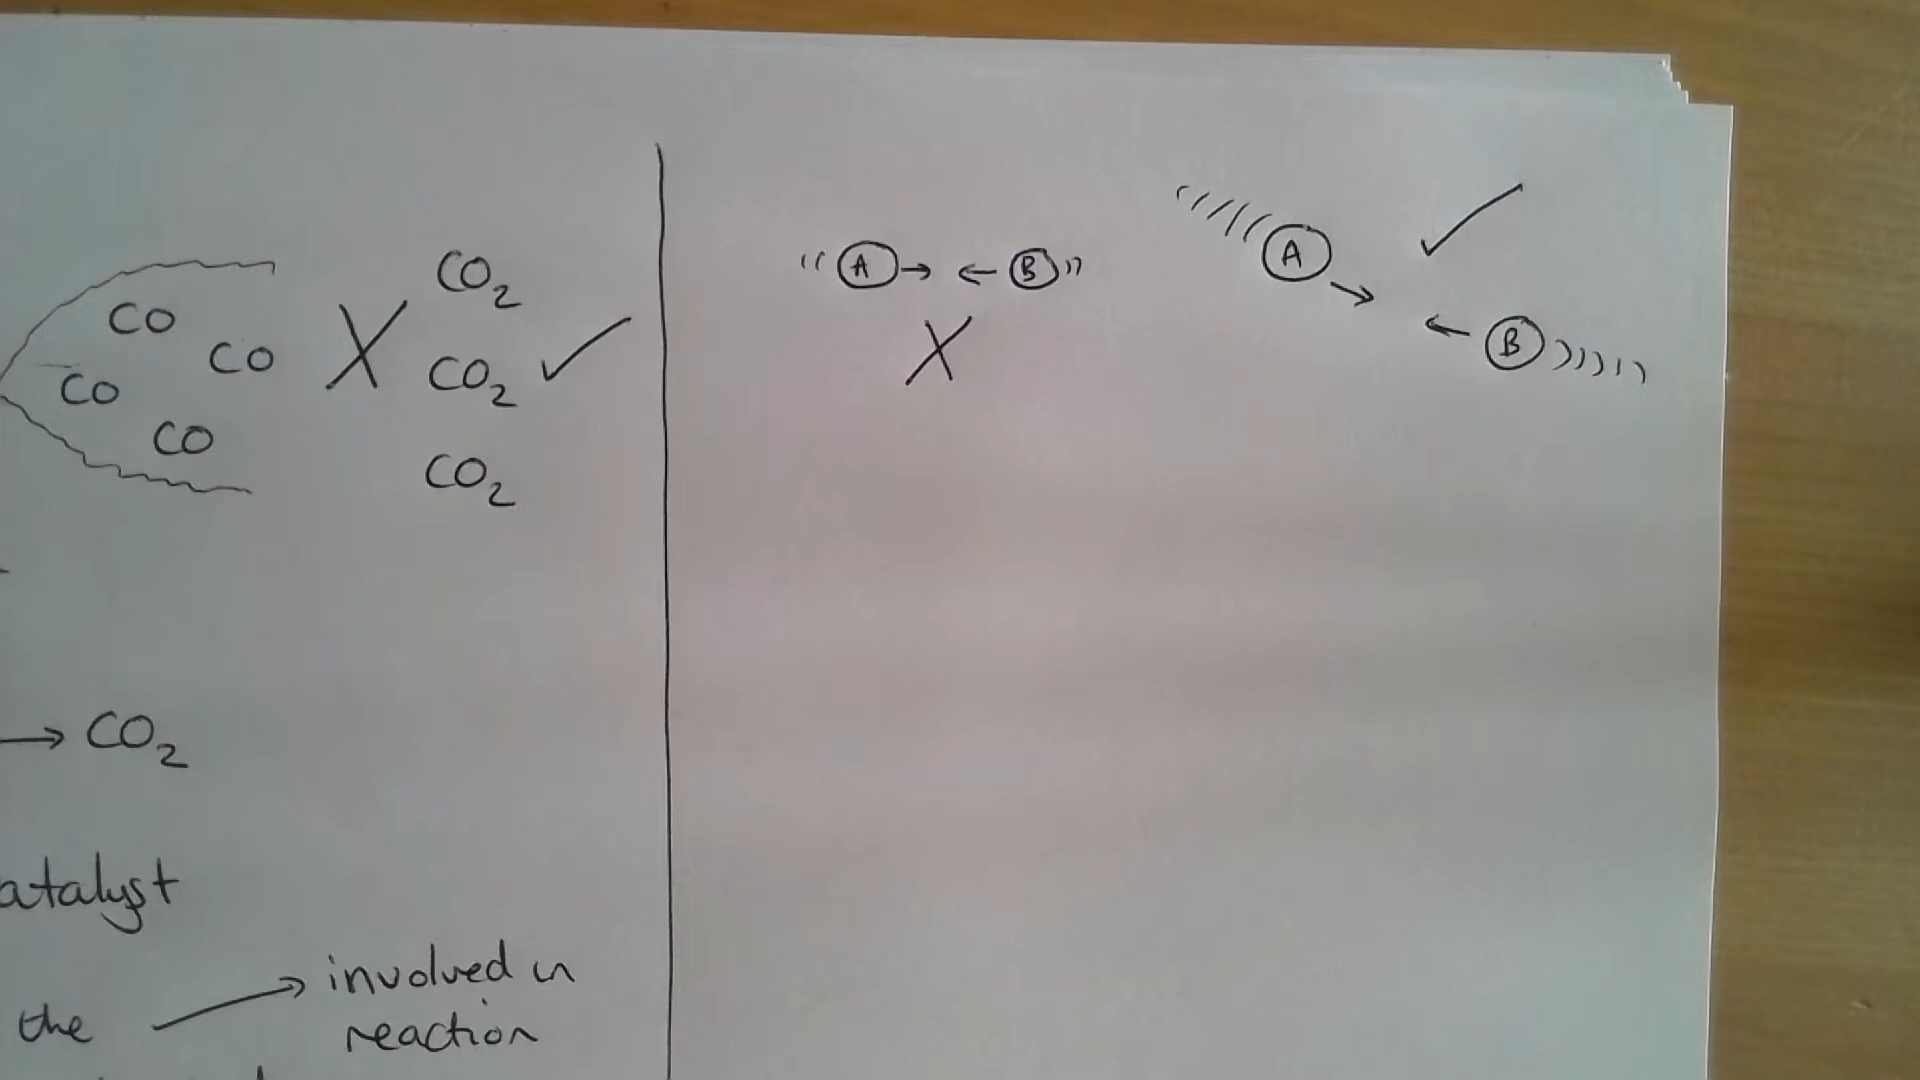 CO
CO
CO
CO
X
CO₂
CO₂ ✓
CO₂
→ CO₂
atalyst
the → involved in
reaction
A → ← B
X
A → ✓
← B